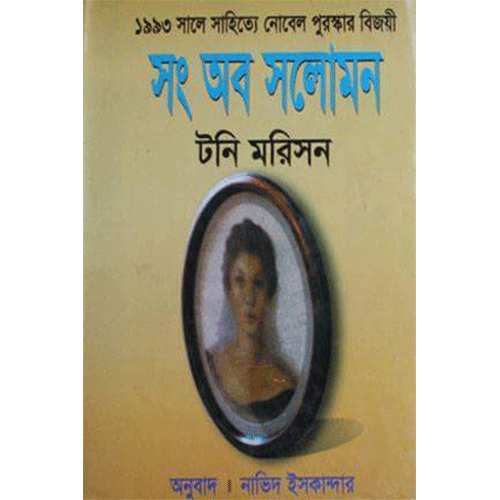 ১৯৯৩ সালে সাহিত্যে নোবেল পুরস্কার বিজয়ী
সং অব সলোমন
টনি মরিসন
অনুবাদ : নাভিদ ইসকান্দার